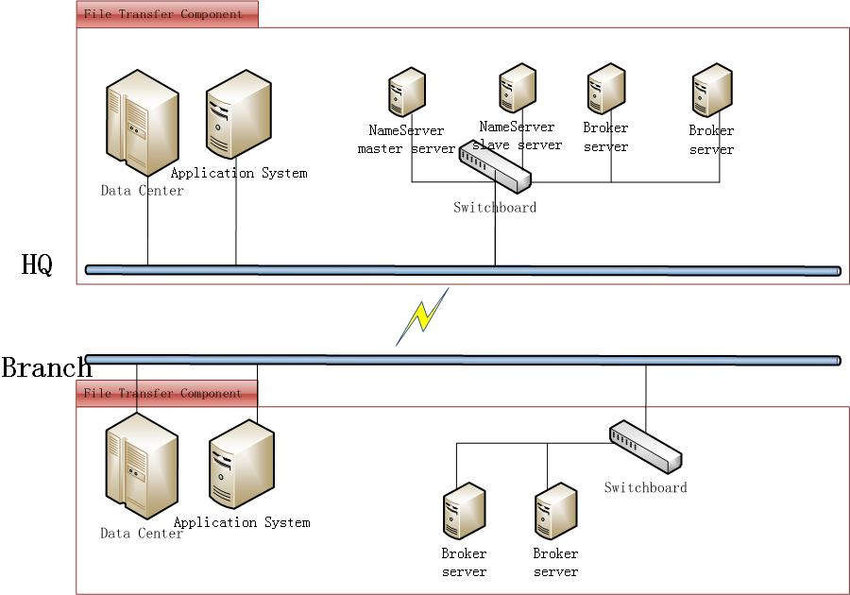 File Transfer Component
NameServer
master server
NameServer
slave server
Broker
server
Broker
server
Data Center
Application System
Switchboard
HQ
Branch
File Transfer Component
Data Center
Application System
Switchboard
Broker
server
Broker
server